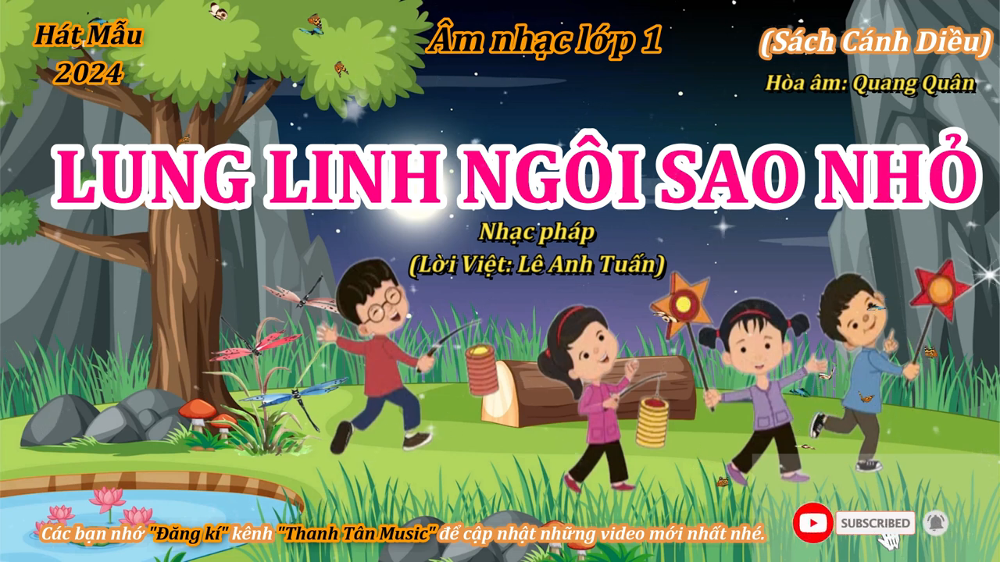 Hát Mẫu
2024
Âm nhạc lớp 1
(Sách Cánh Diều)
Hòa âm: Quang Quân
LUNG LINH NGÔI SAO NHỎ
Nhạc pháp
(Lời Việt: Lê Anh Tuấn)
Các bạn nhớ "Đăng kí" kênh "Thanh Tân Music" để cập nhật những video mới nhất nhé.
SUBSCRIBED